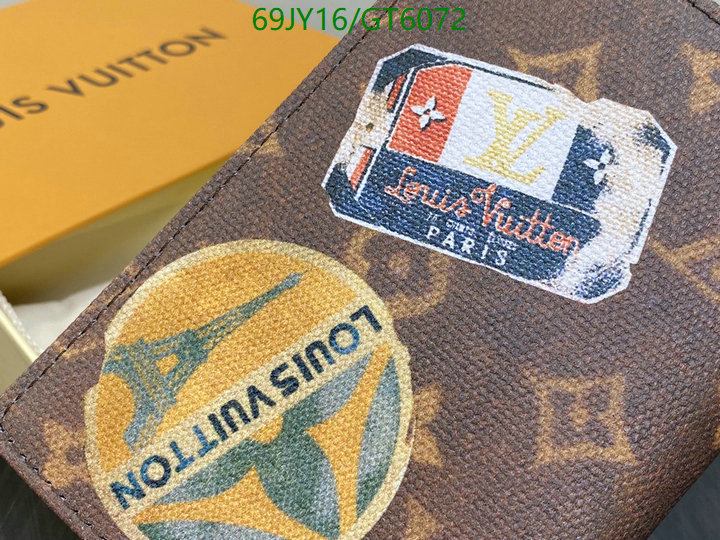 69JY16/GT6072
LOUIS VUITTON
LV
Louis Vuitton
PARIS
LOUIS VUITTON